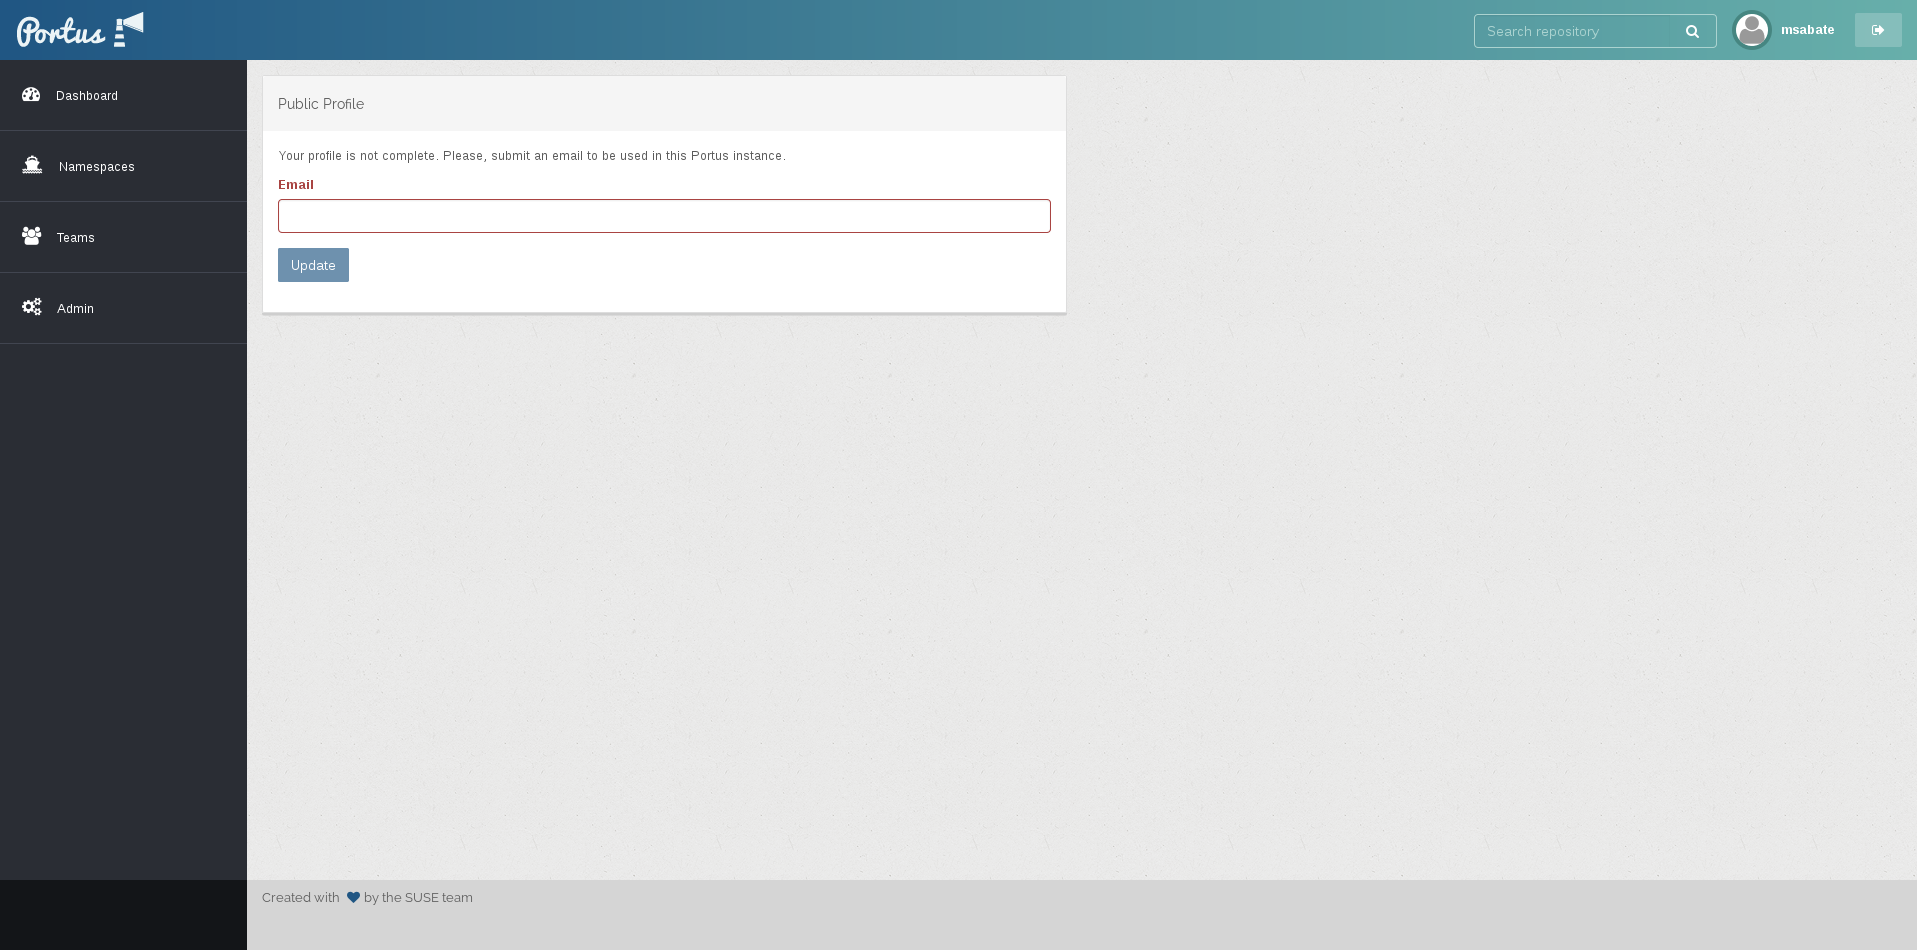 Portus
Search repository
msabate
Dashboard
Namespaces
Teams
Admin
Public Profile
Your profile is not complete. Please, submit an email to be used in this Portus instance.
Email
Update
Created with by the SUSE team